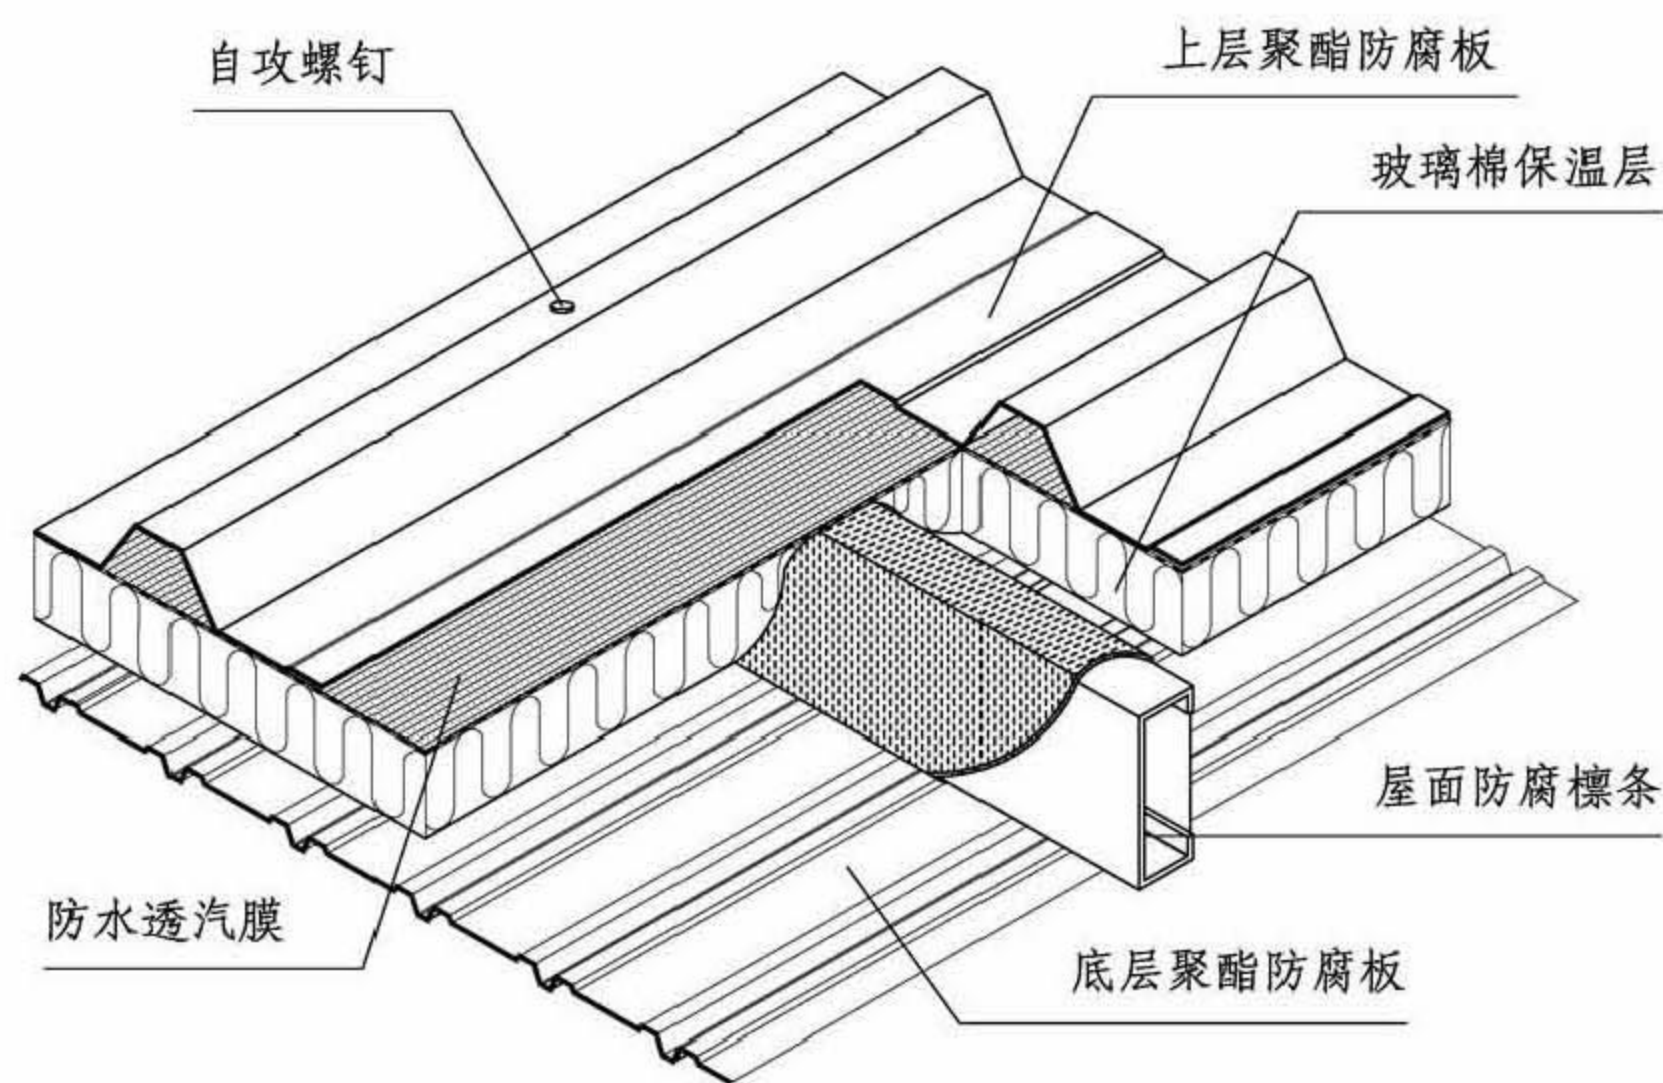 自攻螺钉
上层聚酯防腐板
玻璃棉保温层
屋面防腐檩条
防水透汽膜
底层聚酯防腐板